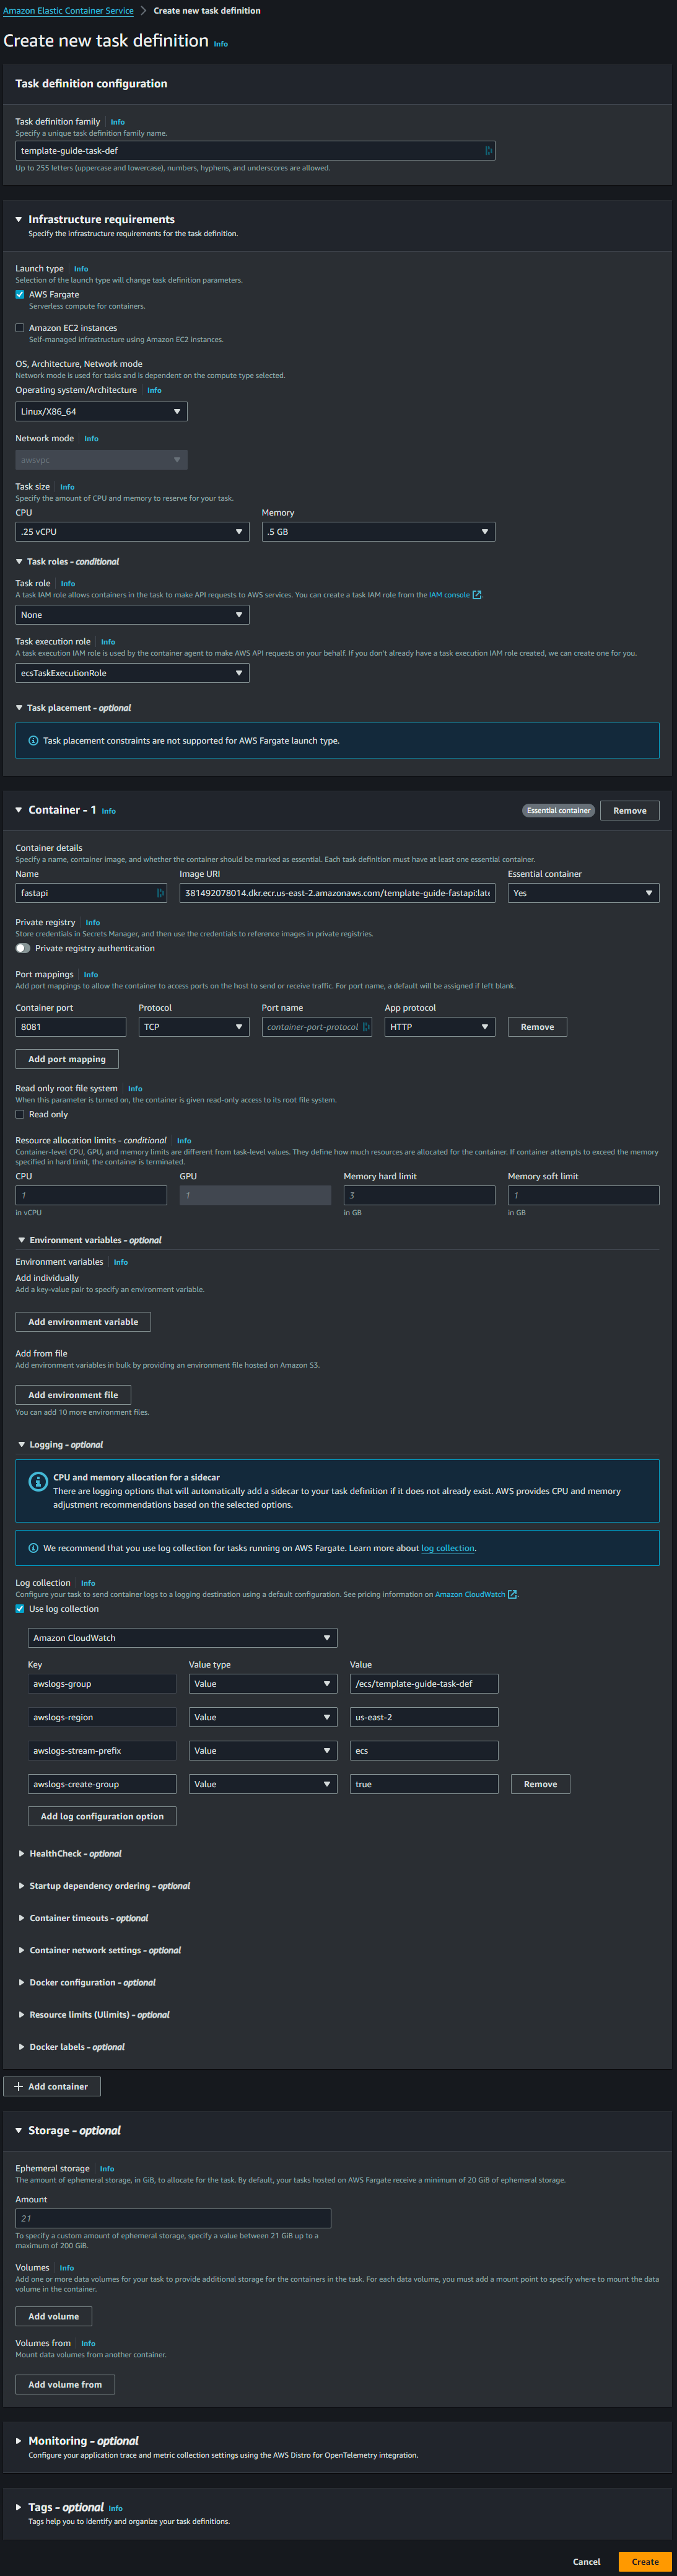 Amazon Elastic Container Service > Create new task definition
Create new task definition Info
Task definition configuration
Task definition family Info
Specify a unique task definition family name.
template-guide-task-def
Up to 255 letters (uppercase and lowercase), numbers, hyphens, and underscores are allowed.
Infrastructure requirements
Specify the infrastructure requirements for the task definition.
Launch type Info
Selection of the launch type will change task definition parameters.
AWS Fargate
Serverless compute for containers.
Amazon EC2 instances
Self-managed infrastructure using Amazon EC2 instances.
OS, Architecture, Network mode
Network mode is used for tasks and is dependent on the compute type selected.
Operating system/Architecture Info
Linux/X86_64
Network mode Info
awsvpc
Task size Info
Specify the amount of CPU and memory to reserve for your task.
CPU Memory
.25 vCPU .5 GB
Task roles - conditional
Task role Info
A task IAM role allows containers in the task to make API requests to AWS services. You can create a task IAM role from the IAM console.
None
Task execution role Info
A task execution IAM role is used by the container agent to make AWS API requests on your behalf. If you don't already have a task execution IAM role created, we can create one for you.
ecsTaskExecutionRole
Task placement - optional
Task placement constraints are not supported for AWS Fargate launch type.
Container - 1 Info Essential container Remove
Container details
Specify a name, container image, and whether the container should be marked as essential. Each task definition must have at least one essential container.
Name Image URI Essential container
fastapi 381492078014.dkr.ecr.us-east-2.amazonaws.com/template-guide-fastapi:late Yes
Private registry Info
Store credentials in Secrets Manager, and then use the credentials to reference images in private registries.
Private registry authentication
Port mappings Info
Add port mappings to allow the container to access ports on the host to send or receive traffic. For port name, a default will be assigned if left blank.
Container port Protocol Port name App protocol
8081 TCP container-port-protocol HTTP Remove
Add port mapping
Read only root file system Info
When this parameter is turned on, the container is given read-only access to its root file system.
Read only
Resource allocation limits - conditional Info
Container-level CPU, GPU, and memory limits are different from task-level values. They define how much resources are allocated for the container. If container attempts to exceed the memory
specified in hard limit, the container is terminated.
CPU GPU Memory hard limit Memory soft limit
1 1 3 1
in vCPU in GB in GB
Environment variables - optional
Environment variables Info
Add individually
Add a key-value pair to specify an environment variable.
Add environment variable
Add from file
Add environment variables in bulk by providing an environment file hosted on Amazon S3.
Add environment file
You can add 10 more environment files.
Logging - optional
CPU and memory allocation for a sidecar
There are logging options that will automatically add a sidecar to your task definition if it does not already exist. AWS provides CPU and memory
adjustment recommendations based on the selected options.
We recommend that you use log collection for tasks running on AWS Fargate. Learn more about log collection.
Log collection Info
Configure your task to send container logs to a logging destination using a default configuration. See pricing information on Amazon CloudWatch.
Use log collection
Amazon CloudWatch
Key Value type Value
awslogs-group Value /ecs/template-guide-task-def
awslogs-region Value us-east-2
awslogs-stream-prefix Value ecs
awslogs-create-group Value true Remove
Add log configuration option
HealthCheck - optional
Startup dependency ordering - optional
Container timeouts - optional
Container network settings - optional
Docker configuration - optional
Resource limits (Ulimits) - optional
Docker labels - optional
+ Add container
Storage - optional
Ephemeral storage Info
The amount of ephemeral storage, in GiB, to allocate for the task. By default, your tasks hosted on AWS Fargate receive a minimum of 20 GiB of ephemeral storage.
Amount
21
To specify a custom amount of ephemeral storage, specify a value between 21 GiB up to a
maximum of 200 GiB.
Volumes Info
Add one or more data volumes for your task to provide additional storage for the containers in the task. For each data volume, you must add a mount point to specify where to mount the data
volume in the container.
Add volume
Volumes from Info
Mount data volumes from another container.
Add volume from
Monitoring - optional
Configure your application trace and metric collection settings using the AWS Distro for OpenTelemetry integration.
Tags - optional Info
Tags help you to identify and organize your task definitions.
Cancel Create